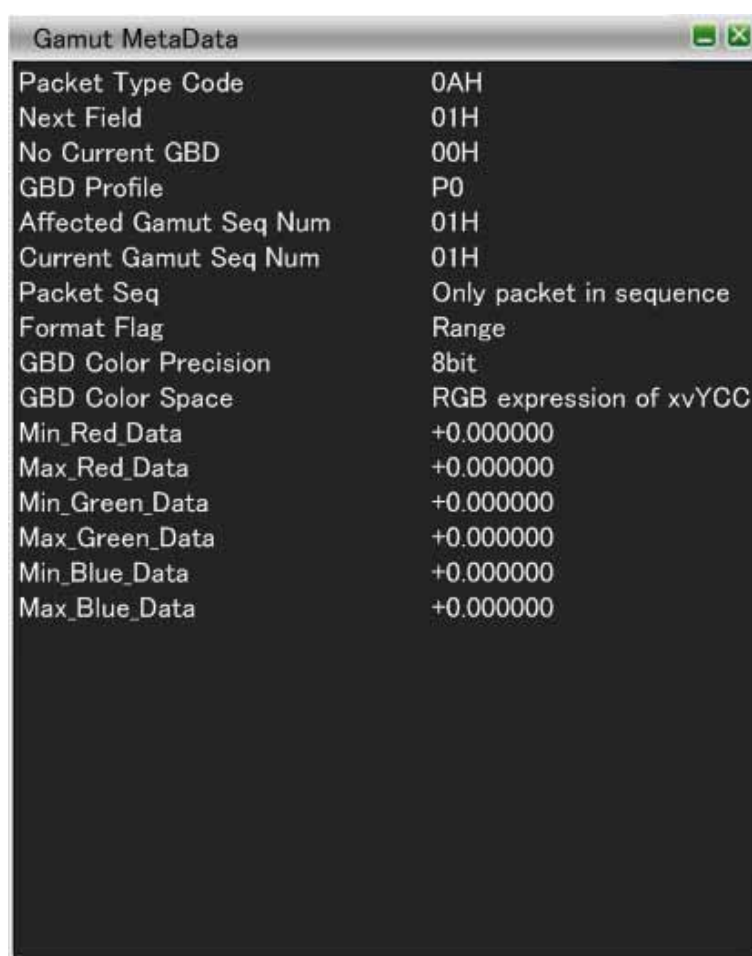 Gamut MetaData
Packet Type Code 0AH
Next Field 01H
No Current GBD 00H
GBD Profile P0
Affected Gamut Seq Num 01H
Current Gamut Seq Num 01H
Packet Seq Only packet in sequence
Format Flag Range
GBD Color Precision 8bit
GBD Color Space RGB expression of xvYCC
Min_Red_Data +0.000000
Max_Red_Data +0.000000
Min_Green_Data +0.000000
Max_Green_Data +0.000000
Min_Blue_Data +0.000000
Max_Blue_Data +0.000000